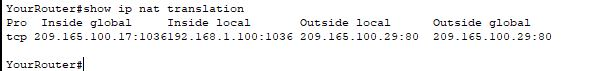 YourRouter#show ip nat translation
Pro  Inside global     Inside local       Outside local      Outside global
tcp 209.165.100.17:1036192.168.1.100:1036 209.165.100.29:80  209.165.100.29:80
YourRouter#